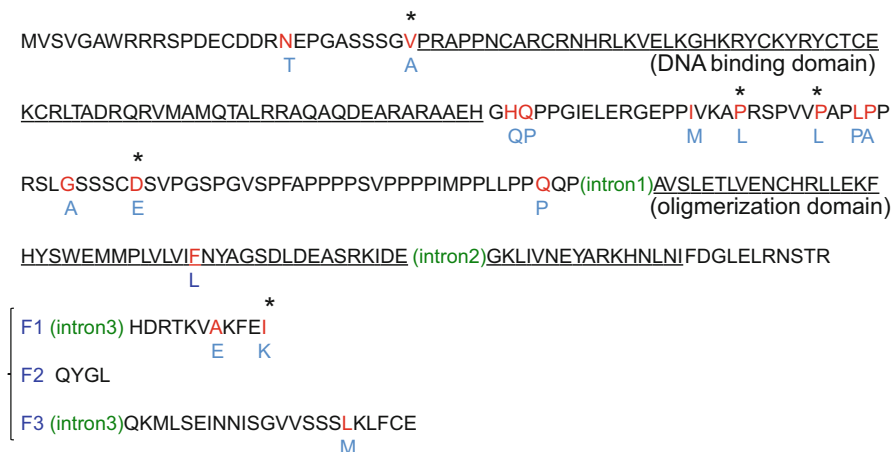 *
MVSVGAWRRRSPDECDDRNEPGASSSGVPRAPPNCARCRNHRLKVELKGHKRYCKYRYCTCE
T A (DNA binding domain)
* *
KCRLTADRQRVMAMQTALRRAQAQDEARARAAEH GHQPPGIELERGEPPIVKAPRSPVVPAPLPP
QP M L L PA
*
RSLGSSSCDSVPGSPGVSPFAPPPPSVPPPPIMPPLLPPQQP(intron1)AVSLETLVENCHRLLEKF
A E P (oligmerization domain)
HYSWEMMPLVLVIFNYAGSDLDEASRKIDE (intron2)GKLIVNEYARKHNLNIFDGLELRNSTR
L
*
F1 (intron3) HDRTKVAKFEI
E K
F2 QYGL
F3 (intron3)QKMLSEINNISGVVSSSLKLFCE
M